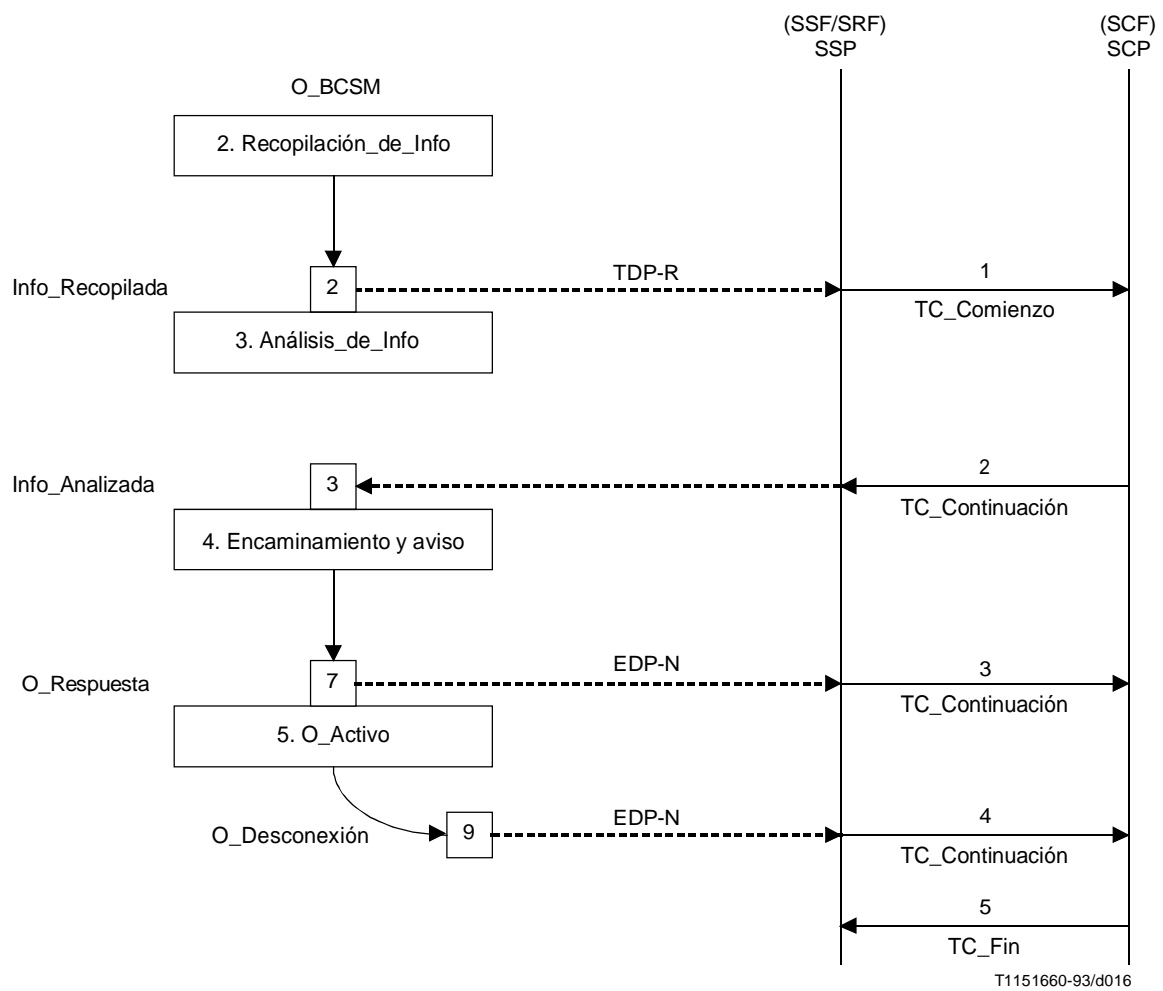 (SSF/SRF)
SSP
(SCF)
SCP
O_BCSM
2. Recopilación_de_Info
Info_Recopilada
2
TDP-R
1
TC_Comienzo
3. Análisis_de_Info
Info_Analizada
3
2
TC_Continuación
4. Encaminamiento y aviso
O_Respuesta
7
EDP-N
3
TC_Continuación
5. O_Activo
O_Desconexión
9
EDP-N
4
TC_Continuación
5
TC_Fin
T1151660-93/d016